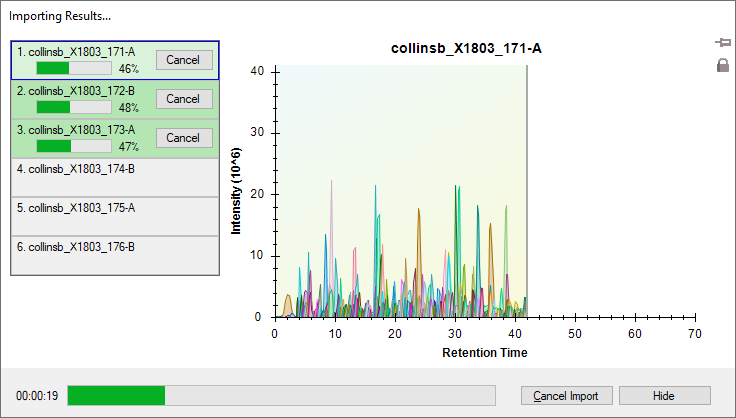 Importing Results...
1. collinsb_X1803_171-A
46%
Cancel
2. collinsb_X1803_172-B
48%
Cancel
3. collinsb_X1803_173-A
47%
Cancel
4. collinsb_X1803_174-B
5. collinsb_X1803_175-A
6. collinsb_X1803_176-B
collinsb_X1803_171-A
Intensity (10^6)
40
30
20
10
0
0 10 20 30 40 50 60 70
Retention Time
00:00:19
Cancel Import
Hide